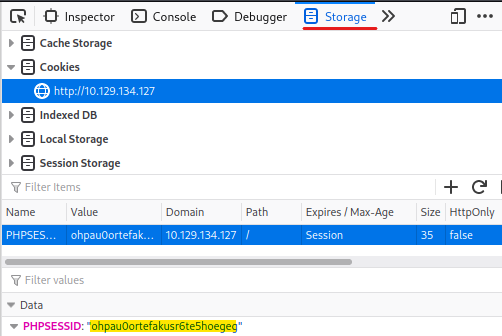 Inspector Console Debugger Storage
Cache Storage
Cookies
http://10.129.134.127
Indexed DB
Local Storage
Session Storage
Filter Items
Name Value Domain Path Expires / Max-Age Size HttpOnly
PHPSES... ohpau0ortefak... 10.129.134.127 / Session 35 false
Filter values
Data
PHPSESSID: "ohpau0ortefakusr6te5hoegeg"